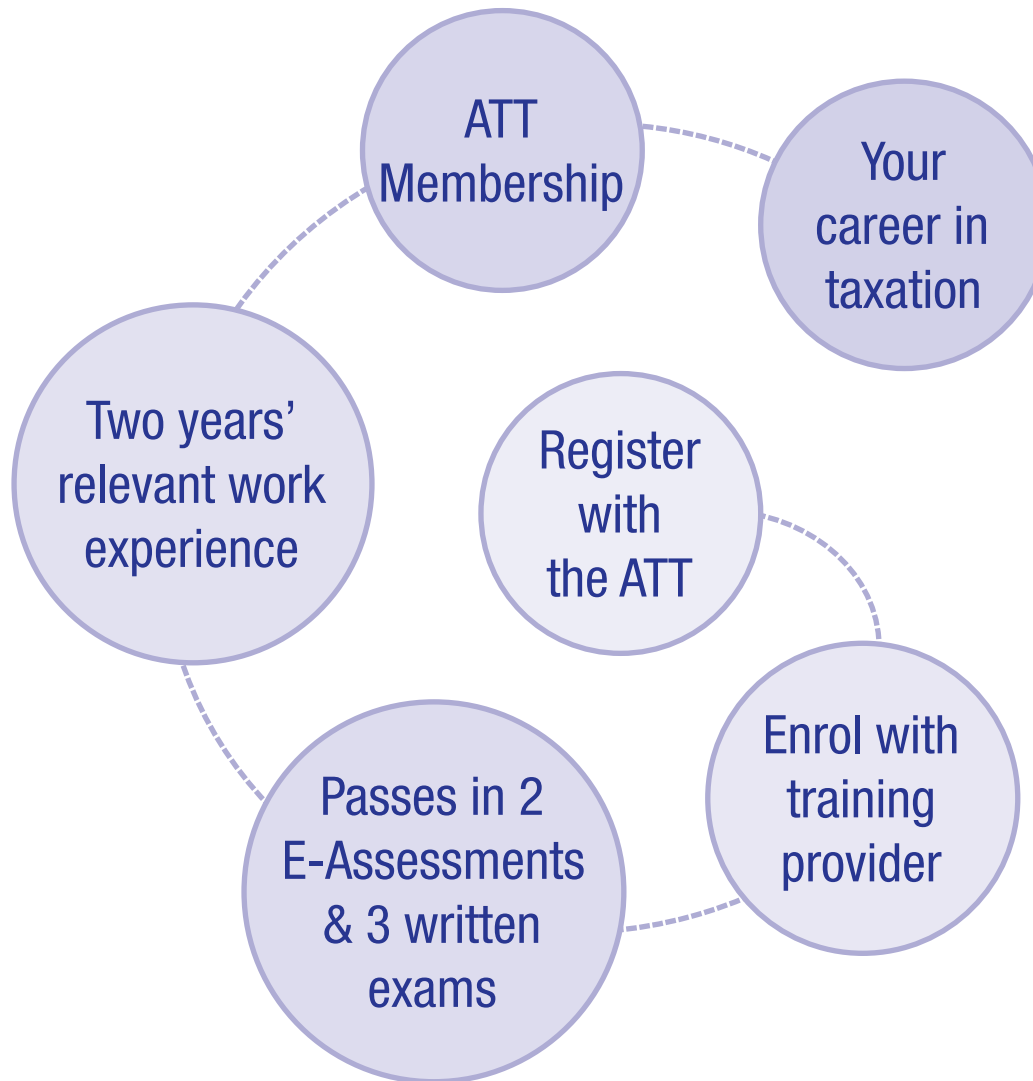 ATT
Membership
Your
career in
taxation
Two years’
relevant work
experience
Register
with
the ATT
Enrol with
training
provider
Passes in 2
E-Assessments
& 3 written
exams